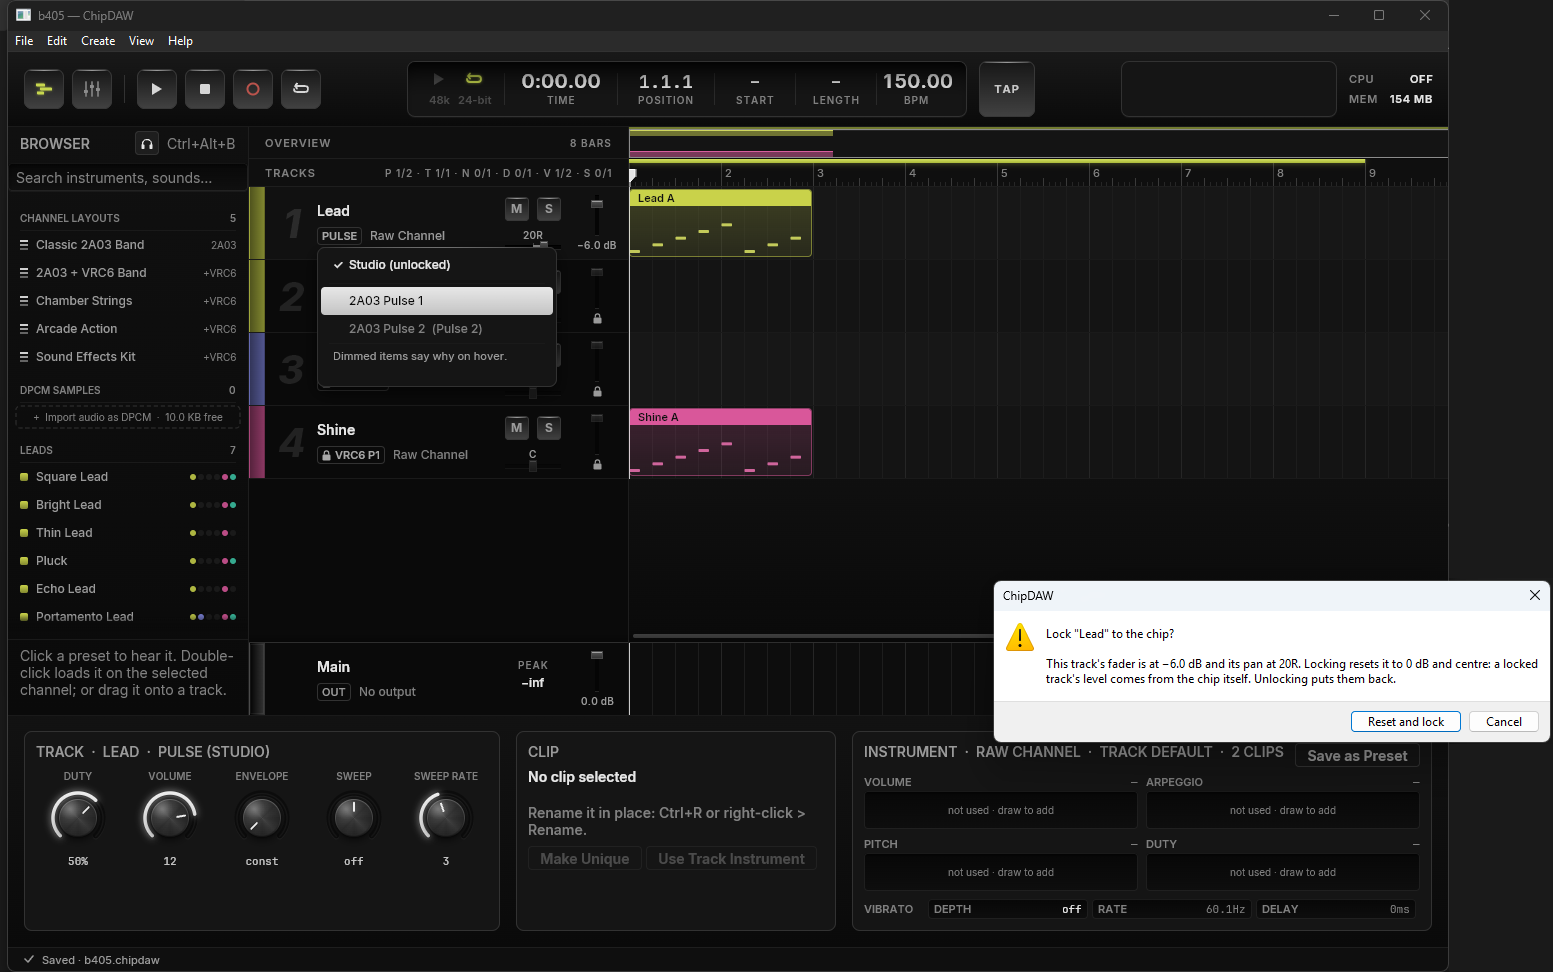 b405 — ChipDAW
File Edit Create View Help
48k 24-bit
0:00.00
TIME
1.1.1
POSITION
–
START
–
LENGTH
150.00
BPM
TAP
CPU OFF
MEM 154 MB
BROWSER Ctrl+Alt+B
Search instruments, sounds...
CHANNEL LAYOUTS 5
Classic 2A03 Band 2A03
2A03 + VRC6 Band +VRC6
Chamber Strings +VRC6
Arcade Action +VRC6
Sound Effects Kit +VRC6
DPCM SAMPLES 0
+ Import audio as DPCM · 10.0 KB free
LEADS 7
Square Lead
Bright Lead
Thin Lead
Pluck
Echo Lead
Portamento Lead
Click a preset to hear it. Double-
click loads it on the selected
channel; or drag it onto a track.
OVERVIEW 8 BARS
TRACKS P 1/2 · T 1/1 · N 0/1 · D 0/1 · V 1/2 · S 0/1
2 3 4 5 6 7 8 9
1 Lead M S
PULSE Raw Channel 20R −6.0 dB
Lead A
✓ Studio (unlocked)
2A03 Pulse 1
2A03 Pulse 2 (Pulse 2)
Dimmed items say why on hover.
2
3
4 Shine M S
VRC6 P1 Raw Channel C
Shine A
Main PEAK
OUT No output −inf
0.0 dB
ChipDAW
Lock "Lead" to the chip?
This track's fader is at −6.0 dB and its pan at 20R. Locking resets it to 0 dB and centre: a locked
track's level comes from the chip itself. Unlocking puts them back.
Reset and lock Cancel
TRACK · LEAD · PULSE (STUDIO)
DUTY VOLUME ENVELOPE SWEEP SWEEP RATE
50% 12 const off 3
CLIP
No clip selected
Rename it in place: Ctrl+R or right-click >
Rename.
Make Unique Use Track Instrument
INSTRUMENT · RAW CHANNEL · TRACK DEFAULT · 2 CLIPS Save as Preset
VOLUME – ARPEGGIO –
not used · draw to add not used · draw to add
PITCH – DUTY –
not used · draw to add not used · draw to add
VIBRATO DEPTH off RATE 60.1Hz DELAY 0ms
✓ Saved · b405.chipdaw